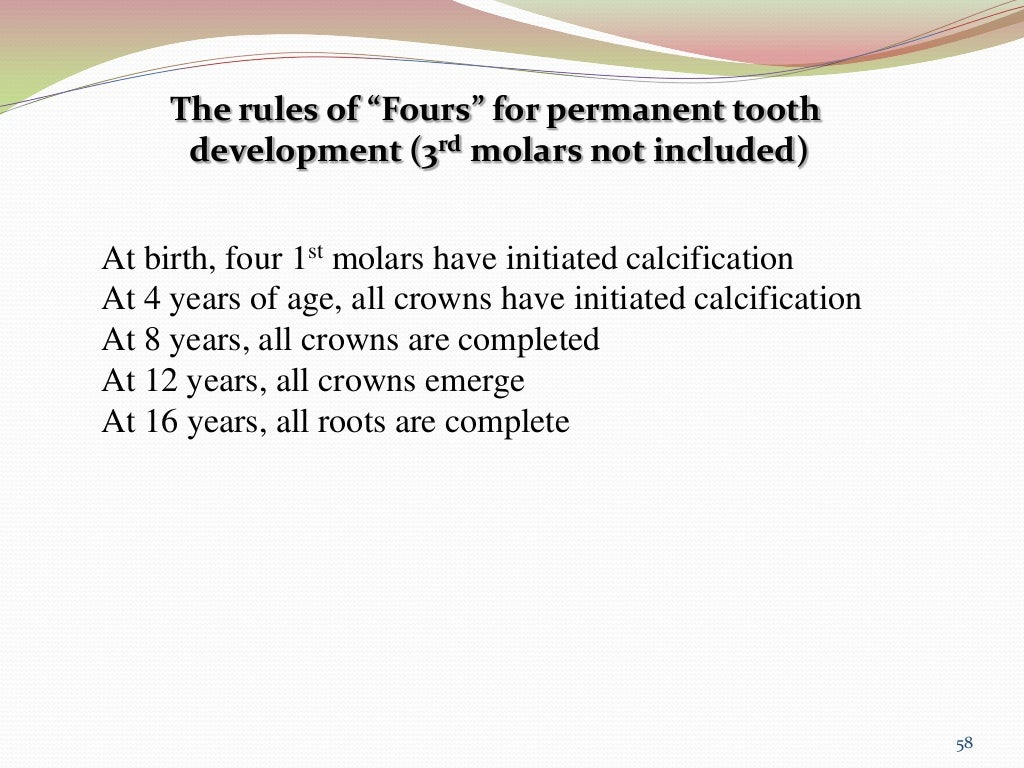 The rules of “Fours” for permanent tooth
development (3rd molars not included)
At birth, four 1st molars have initiated calcification
At 4 years of age, all crowns have initiated calcification
At 8 years, all crowns are completed
At 12 years, all crowns emerge
At 16 years, all roots are complete
58